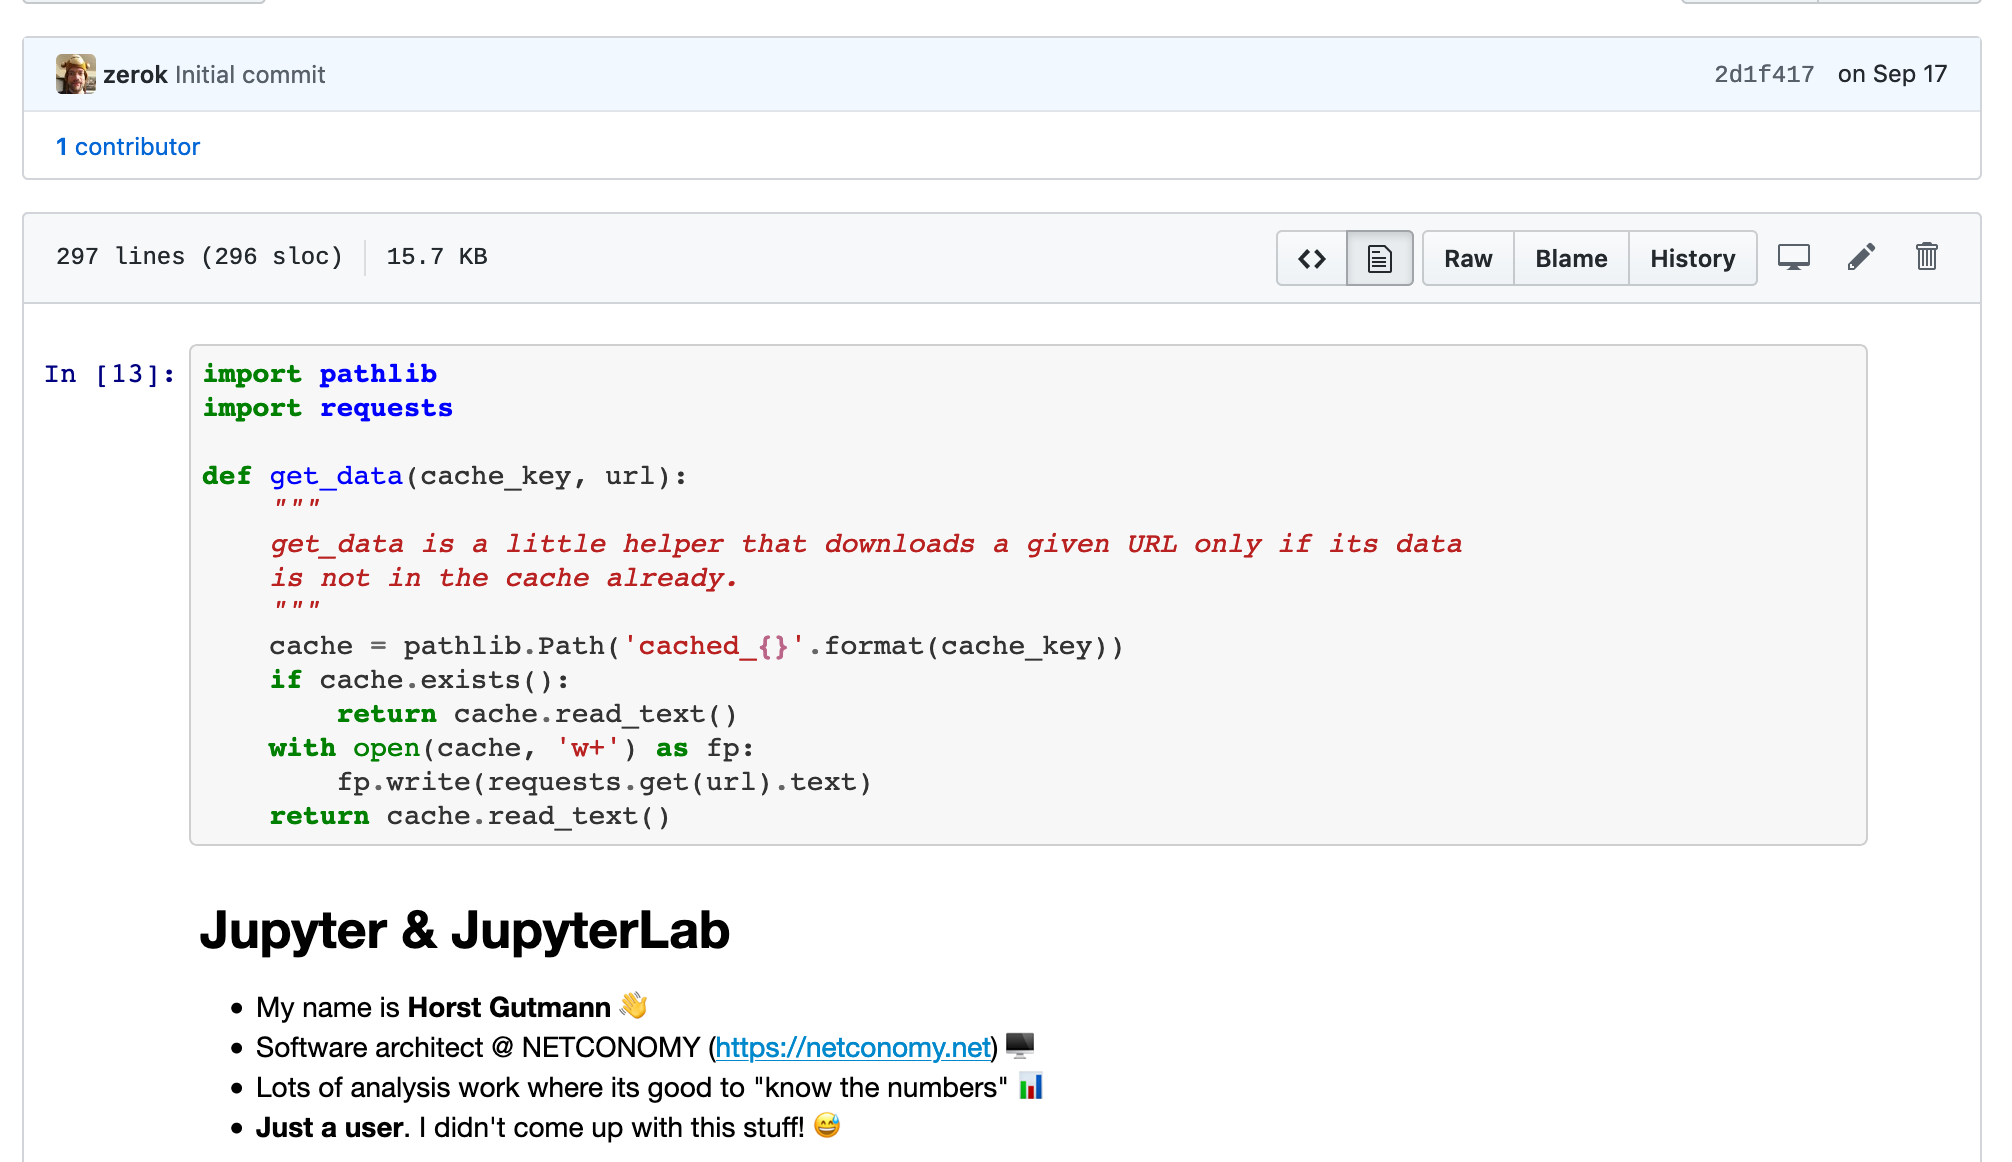 zerok Initial commit 2d1f417 on Sep 17
1 contributor
297 lines (296 sloc) 15.7 KB Raw Blame History
In [13]: import pathlib
import requests
def get_data(cache_key, url):
"""
get_data is a little helper that downloads a given URL only if its data
is not in the cache already.
"""
cache = pathlib.Path('cached_{}'.format(cache_key))
if cache.exists():
return cache.read_text()
with open(cache, 'w+') as fp:
fp.write(requests.get(url).text)
return cache.read_text()
Jupyter & JupyterLab
• My name is Horst Gutmann 👋
• Software architect @ NETCONOMY (https://netconomy.net) 🖥️
• Lots of analysis work where its good to "know the numbers" 📊
• Just a user. I didn't come up with this stuff! 😅